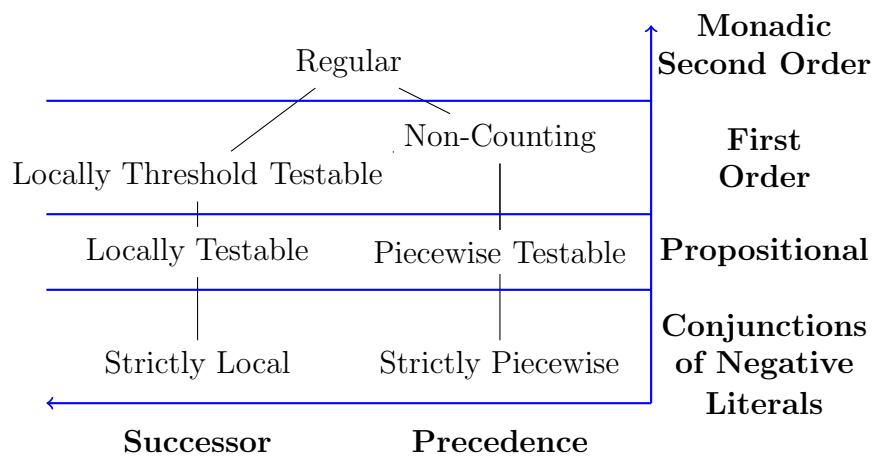 Monadic
Second Order
Regular
Non-Counting
First
Order
Locally Threshold Testable
Locally Testable
Piecewise Testable
Propositional
Conjunctions
of Negative
Literals
Strictly Local
Strictly Piecewise
Successor
Precedence